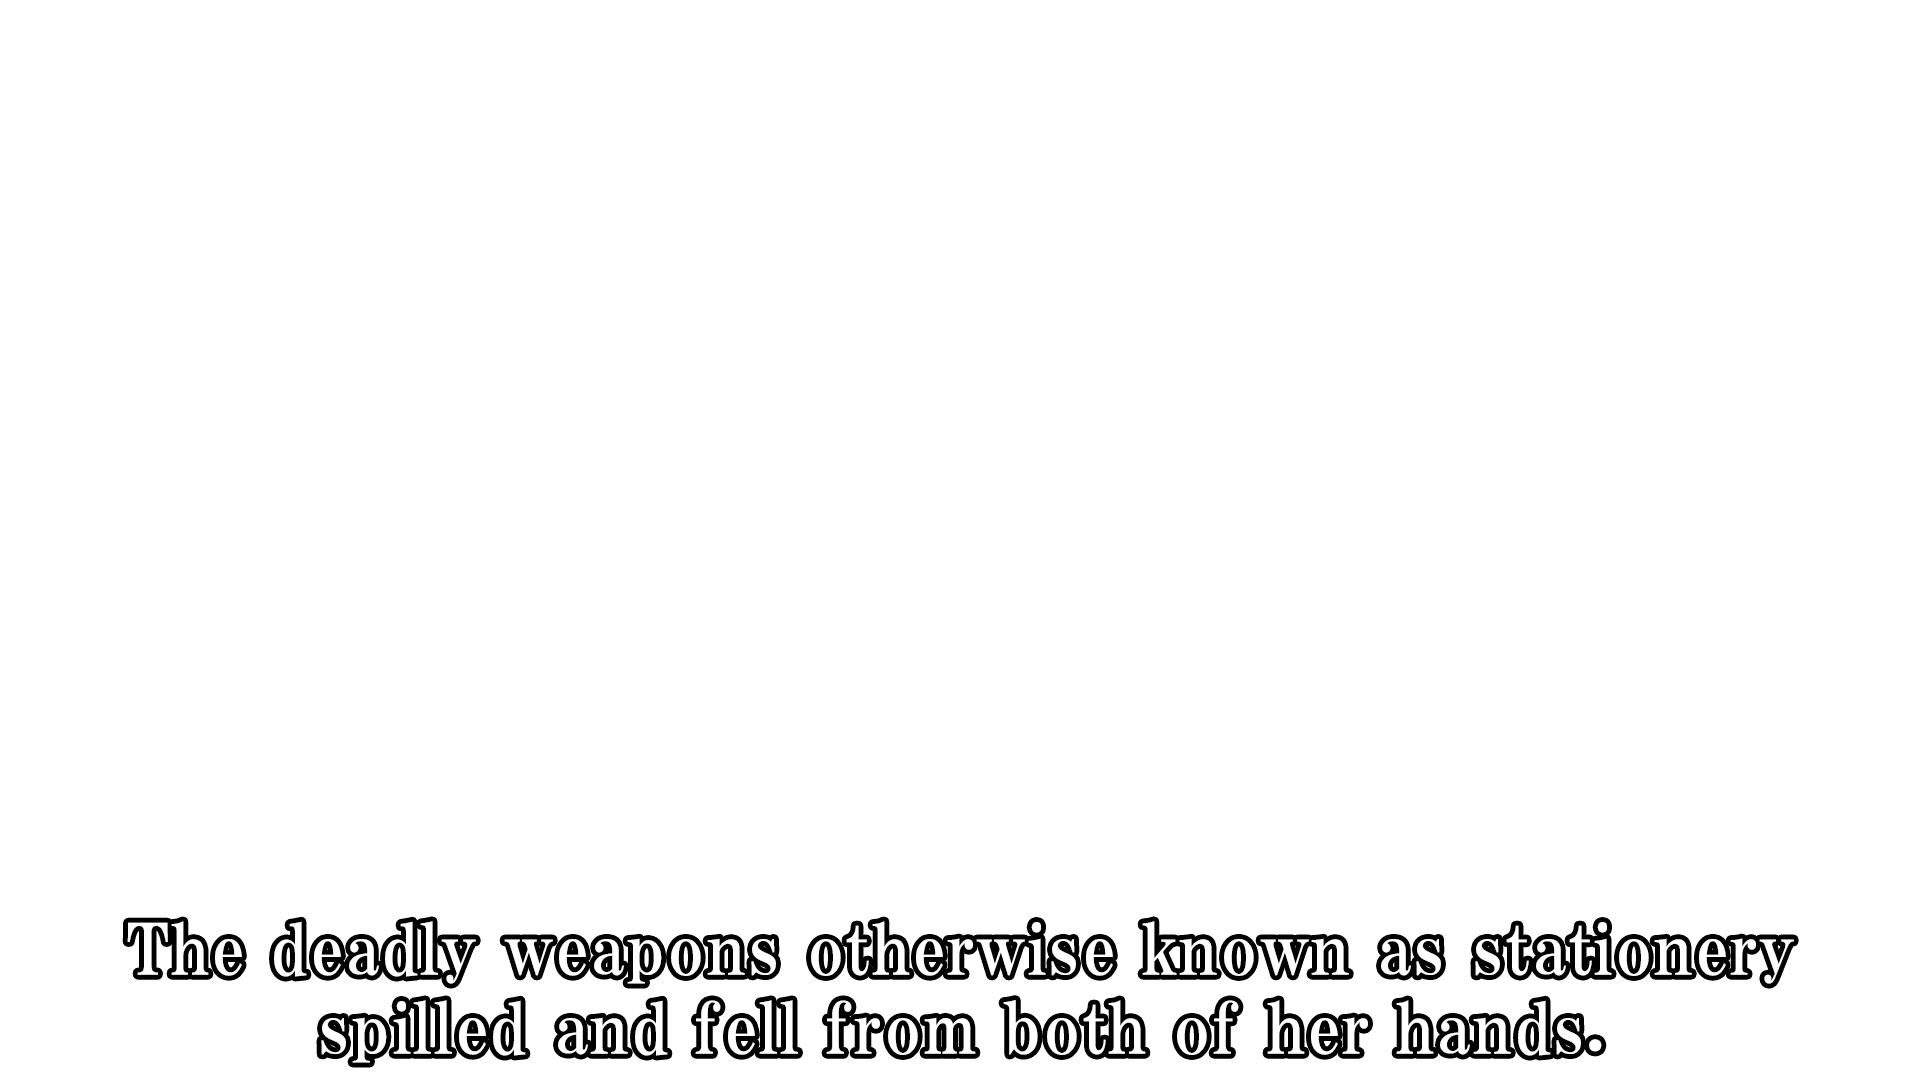 The deadly weapons otherwise known as stationery
spilled and fell from both of her hands.